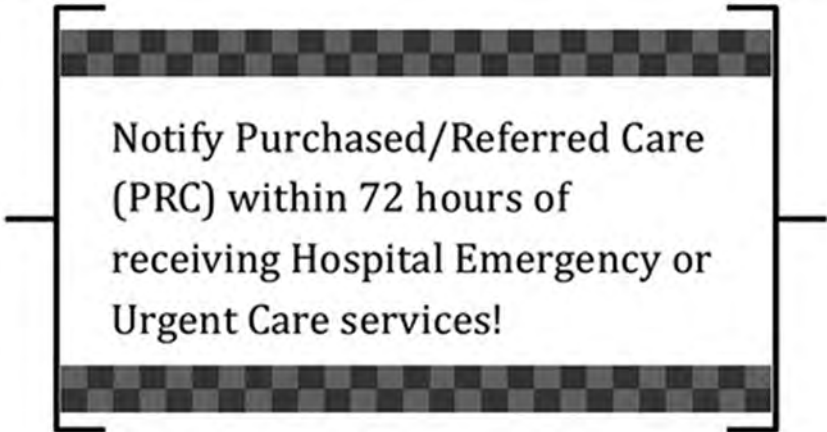 Notify Purchased/Referred Care
(PRC) within 72 hours of
receiving Hospital Emergency or
Urgent Care services!